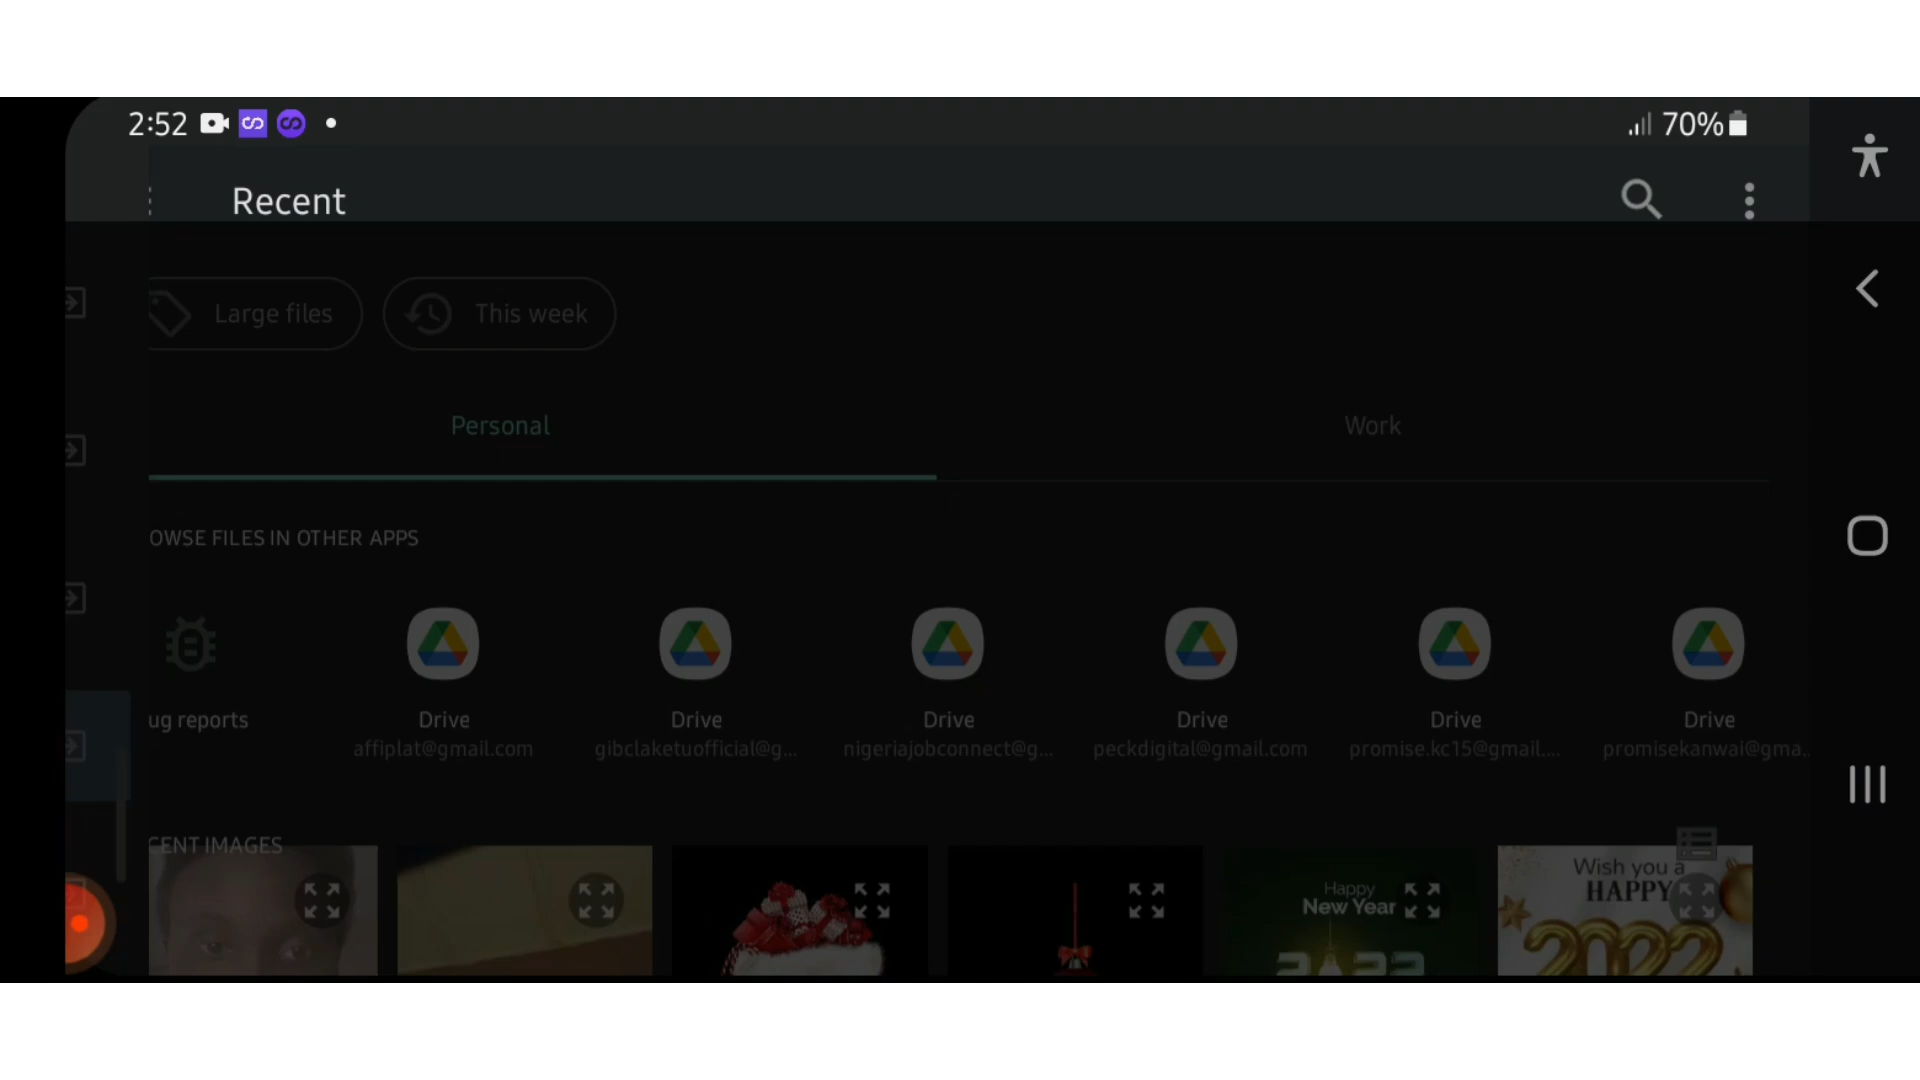 2:52
70%
Recent
Large files
This week
Personal
Work
OWSE FILES IN OTHER APPS
ug reports
Drive
affiplat@gmail.com
Drive
gibclaketuofficial@g...
Drive
nigeriajobconnect@g...
Drive
peckdigital@gmail.com
Drive
promise.kc15@gmail....
Drive
promisekanwai@gma..
CENT IMAGES
Happy
New Year
2023
Wish you a
HAPPY
2022